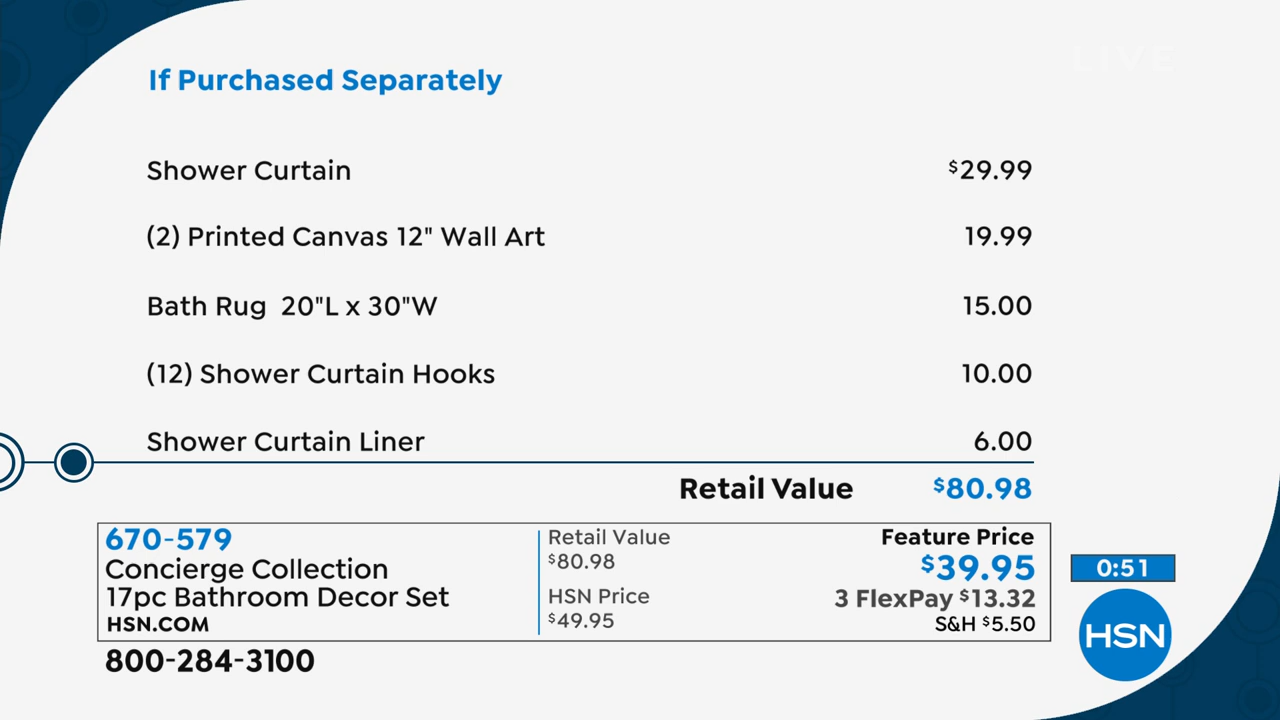 LIVE
If Purchased Separately
Shower Curtain $29.99
(2) Printed Canvas 12" Wall Art 19.99
Bath Rug 20"L x 30"W 15.00
(12) Shower Curtain Hooks 10.00
Shower Curtain Liner 6.00
Retail Value $80.98
670-579
Concierge Collection
17pc Bathroom Decor Set
HSN.COM
Retail Value
$80.98
HSN Price
$49.95
Feature Price
$39.95
3 FlexPay $13.32
S&H $5.50
0:51
HSN
800-284-3100